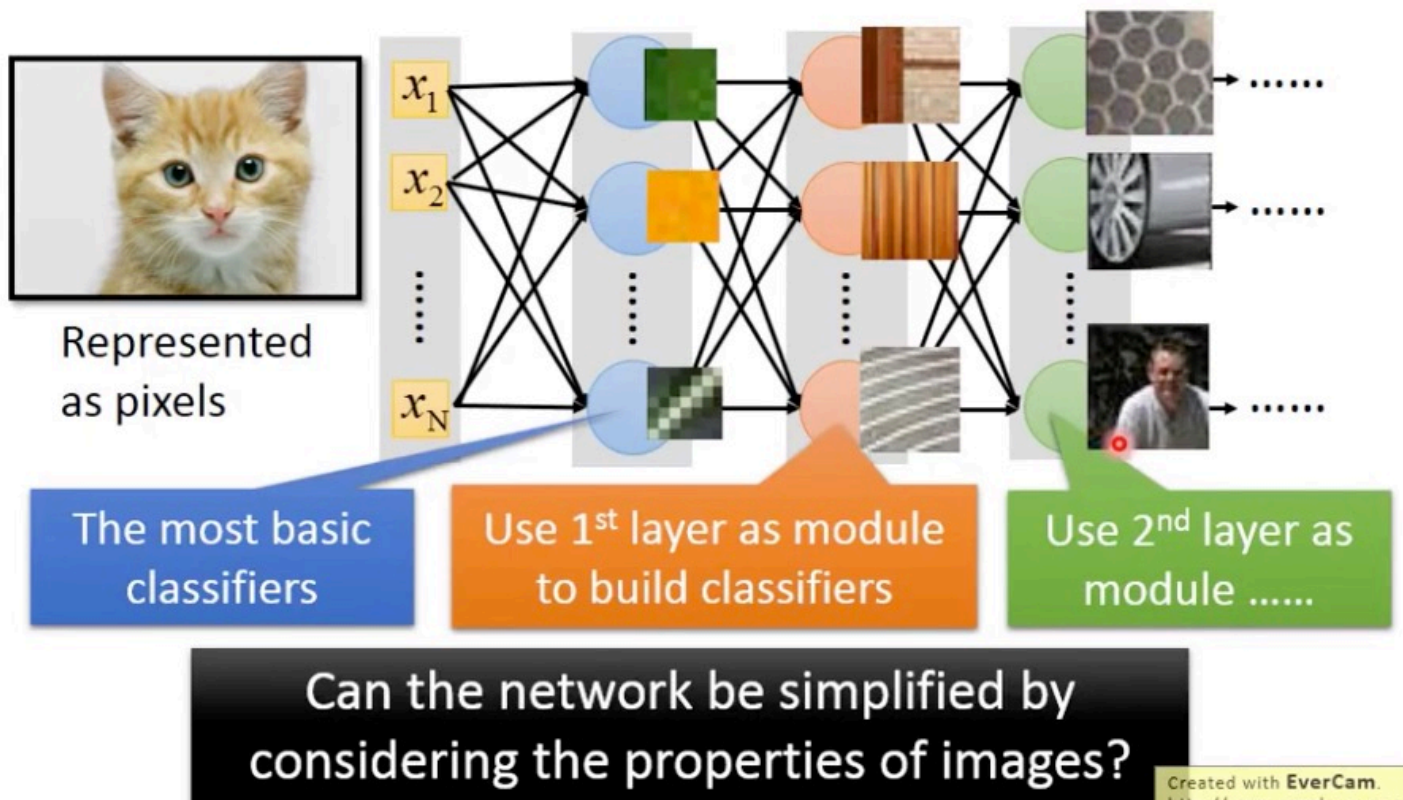 x1
x2
xN
......
......
......
Represented
as pixels
The most basic
classifiers
Use 1st layer as module
to build classifiers
Use 2nd layer as
module ......
Can the network be simplified by
considering the properties of images?
Created with EverCam.